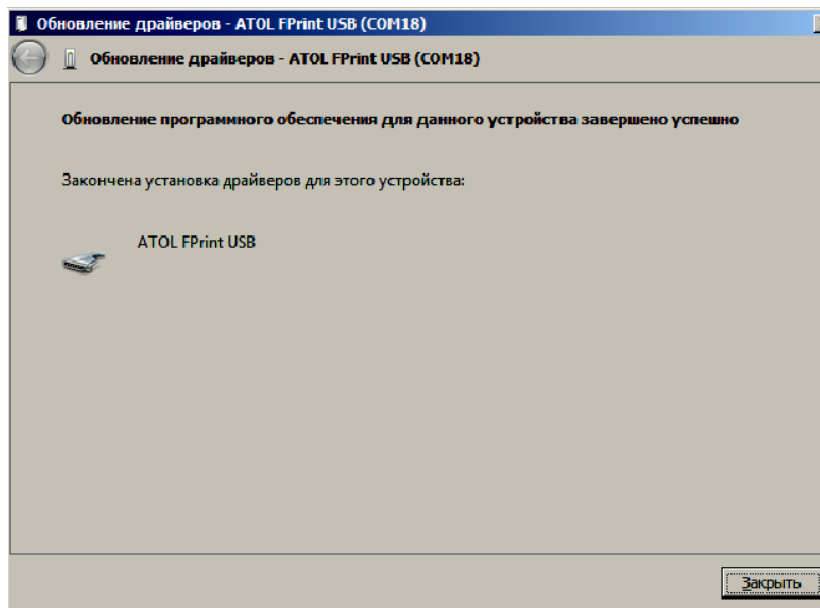 Обновление драйверов - ATOL FPrint USB (COM18)
Обновление драйверов - ATOL FPrint USB (COM18)
Обновление программного обеспечения для данного устройства завершено успешно
Закончена установка драйверов для этого устройства:
ATOL FPrint USB
Закрыть